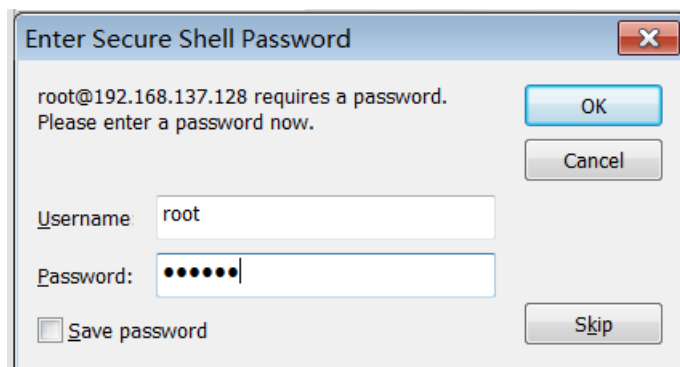 Enter Secure Shell Password
root@192.168.137.128 requires a password.
Please enter a password now.
OK
Cancel
Username:
root
Password:
●●●●●●
Save password
Skip